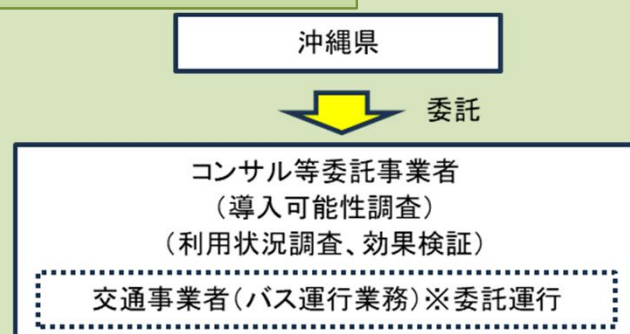 沖縄県
委託
コンサル等委託事業者
（導入可能性調査）
（利用状況調査、効果検証）
交通事業者（バス運行業務）※委託運行